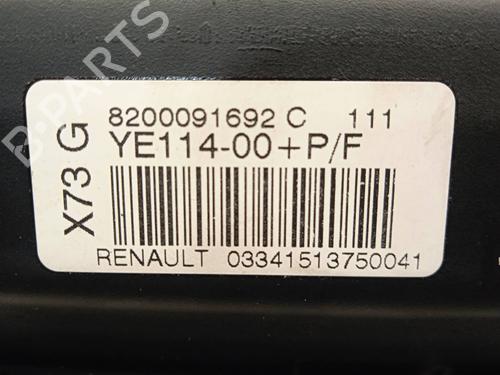 B-PARTS
X73 G
8200091692 C 111
YE114-00+P/F
RENAULT 03341513750041